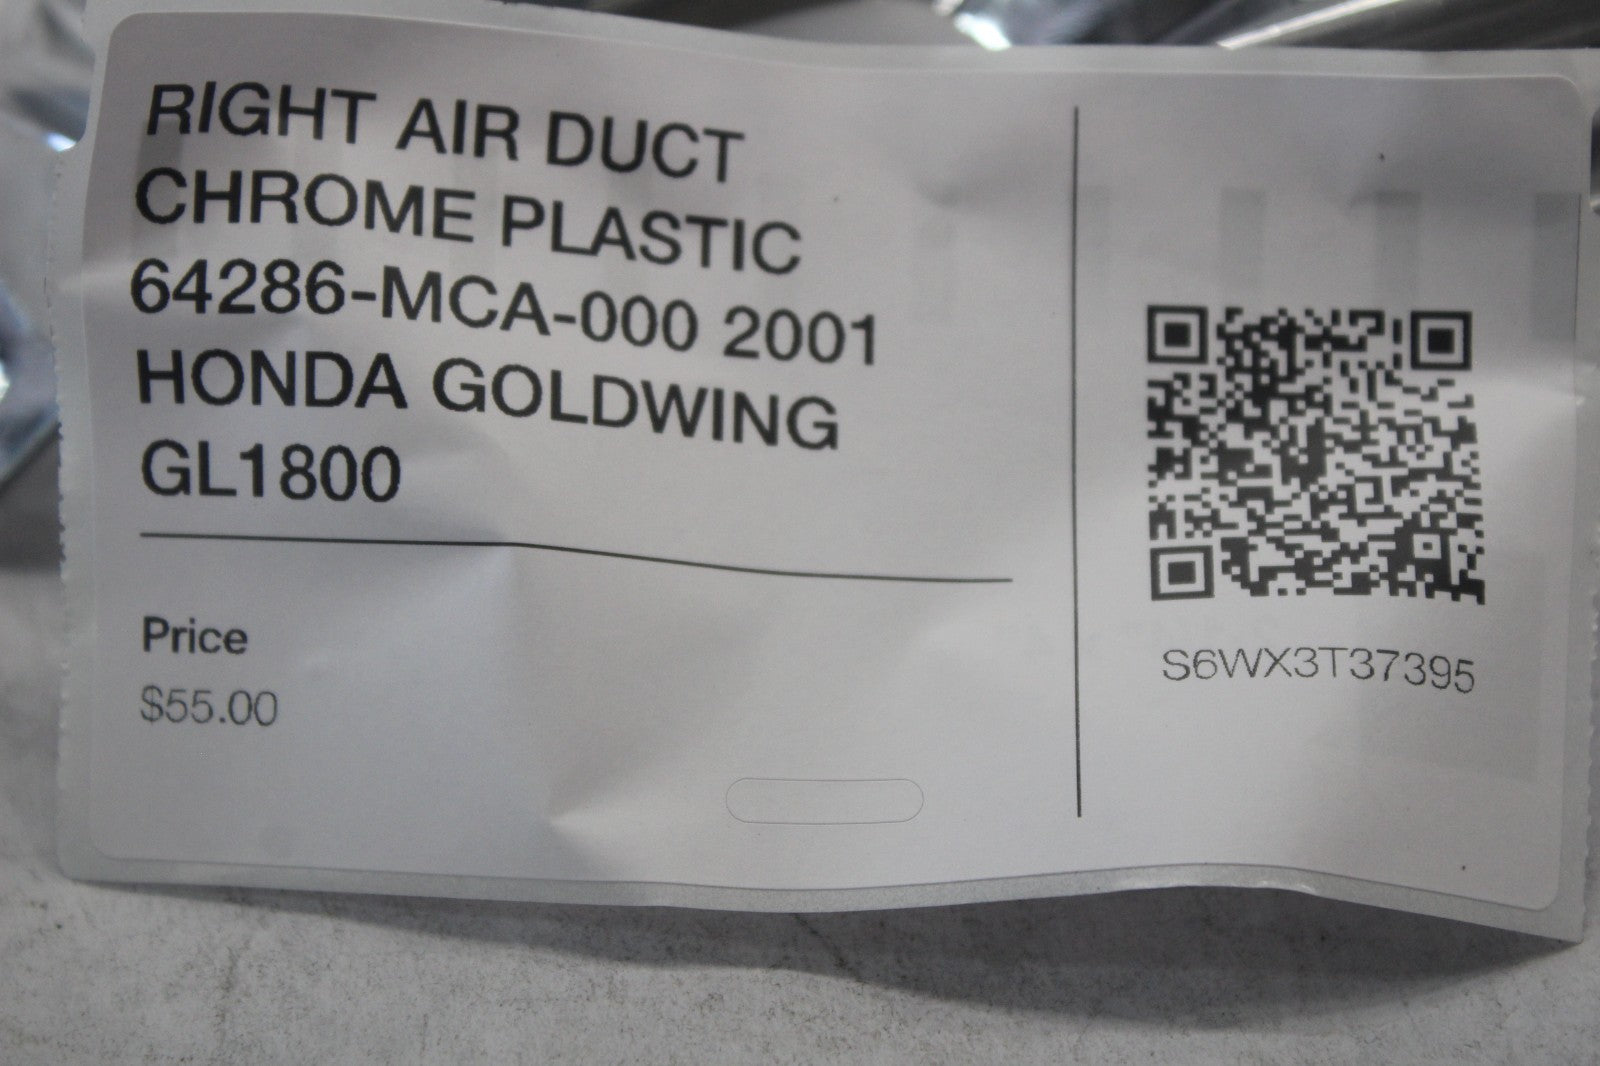 RIGHT AIR DUCT
CHROME PLASTIC
64286-MCA-000 2001
HONDA GOLDWING
GL1800
Price
$55.00
S6WX3T37395